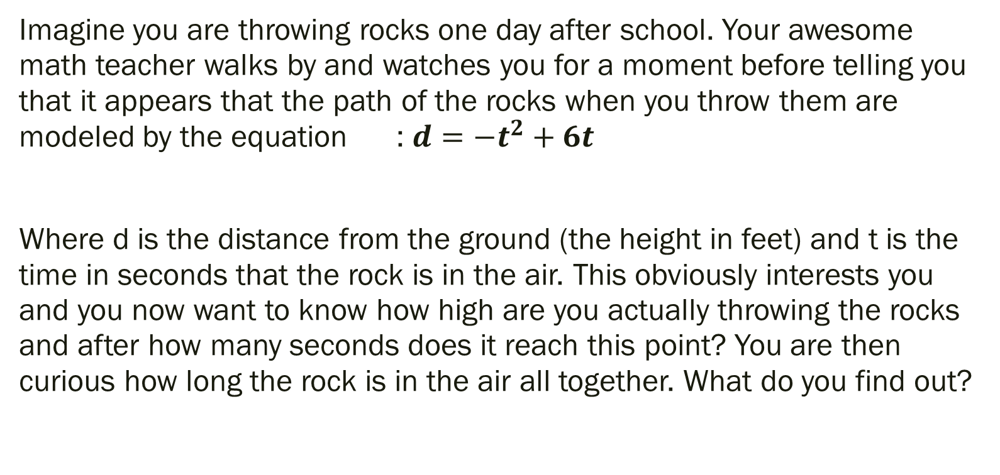 Imagine you are throwing rocks one day after school. Your awesome
math teacher walks by and watches you for a moment before telling you
that it appears that the path of the rocks when you throw them are
modeled by the equation : d = −t² + 6t
Where d is the distance from the ground (the height in feet) and t is the
time in seconds that the rock is in the air. This obviously interests you
and you now want to know how high are you actually throwing the rocks
and after how many seconds does it reach this point? You are then
curious how long the rock is in the air all together. What do you find out?